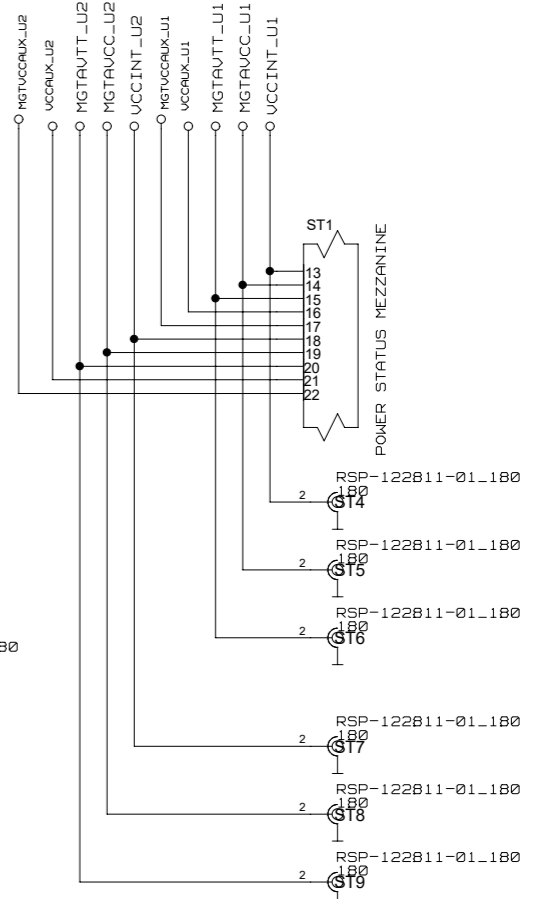 MGTVCCAUX_U2
VCCAUX_U2
MGTAVTT_U2
MGTAVCC_U2
VCCINT_U2
MGTVCCAUX_U1
VCCAUX_U1
MGTAVTT_U1
MGTAVCC_U1
VCCINT_U1
ST1
POWER STATUS MEZZANINE
13
14
15
16
17
18
19
20
21
22
RSP-122811-01_180
180
2
ST4
RSP-122811-01_180
180
2
ST5
RSP-122811-01_180
180
2
ST6
80
RSP-122811-01_180
180
2
ST7
RSP-122811-01_180
180
2
ST8
RSP-122811-01_180
180
2
ST9